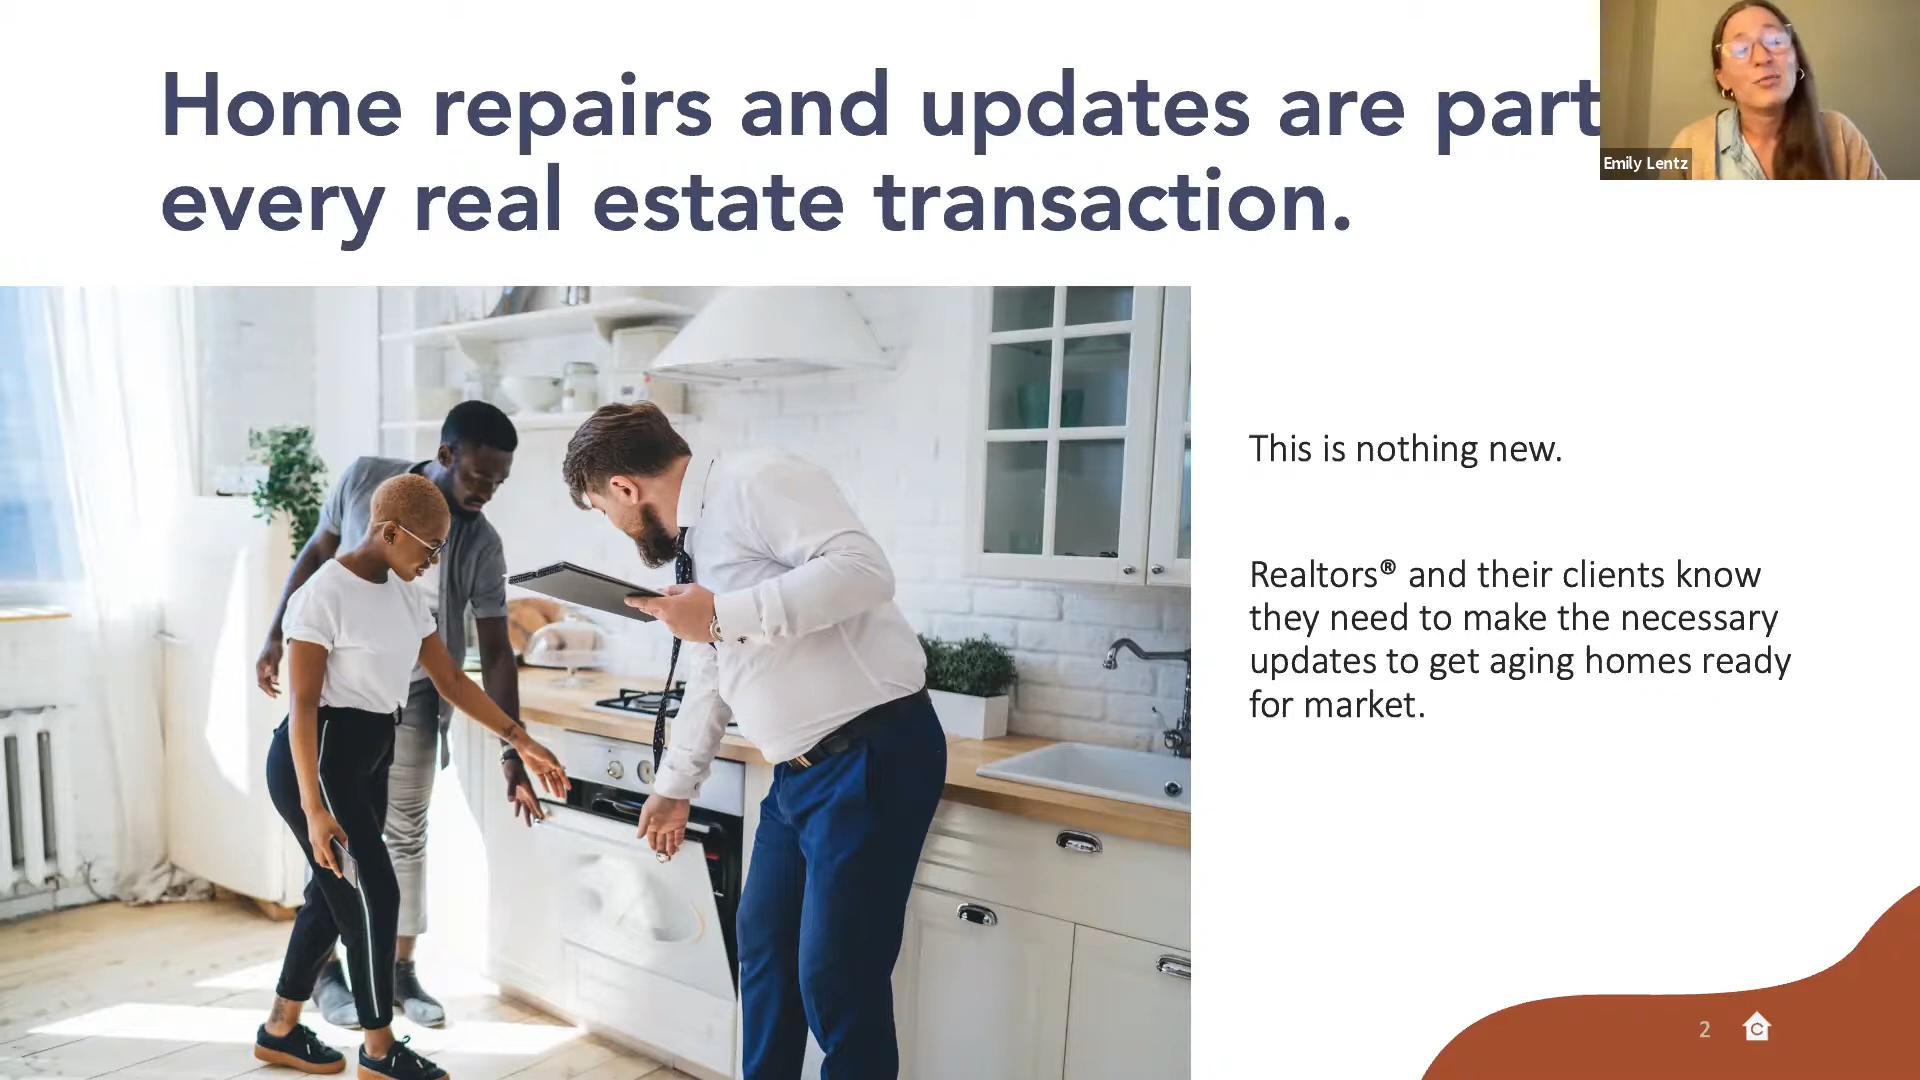 Home repairs and updates are part
every real estate transaction.
Emily Lentz
This is nothing new.
Realtors® and their clients know
they need to make the necessary
updates to get aging homes ready
for market.
2
C